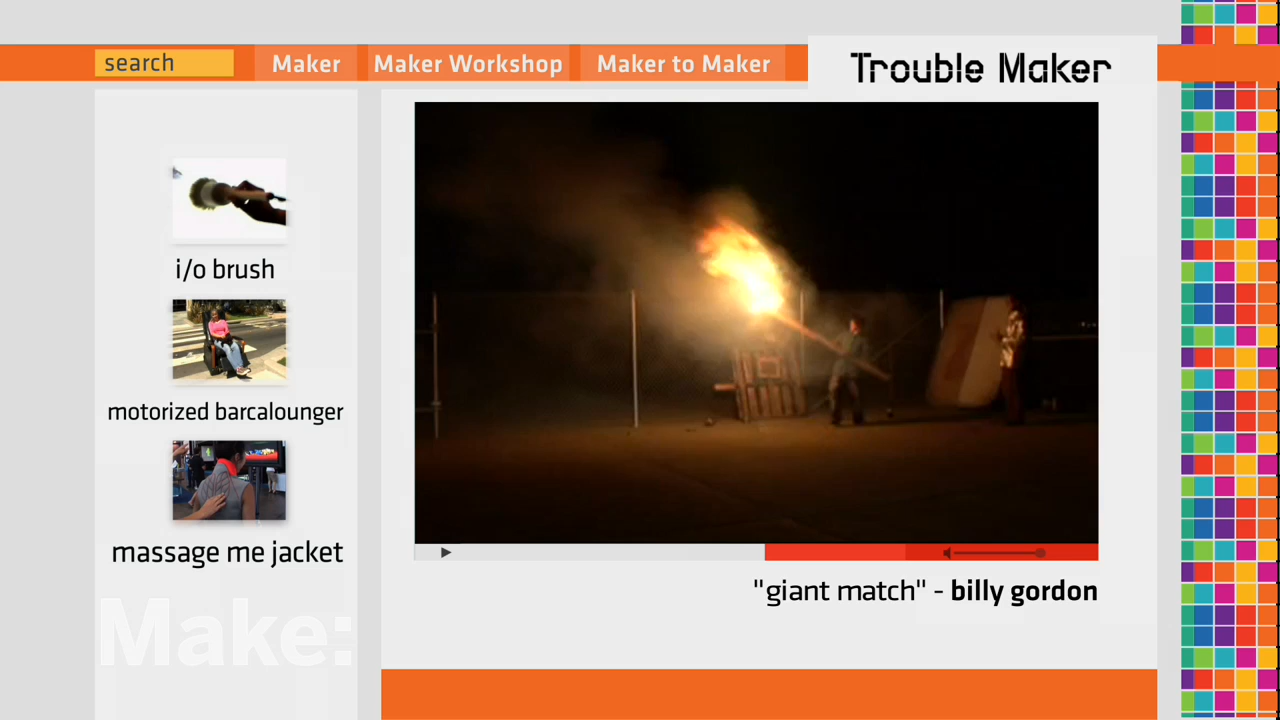 search
Maker
Maker Workshop
Maker to Maker
Trouble Maker
i/o brush
motorized barcalounger
massage me jacket
Make:
"giant match" - billy gordon